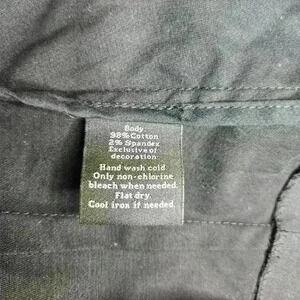 Body:
98% Cotton
2% Spandex
Exclusive of
decoration
Hand wash cold.
Only non-chlorine
bleach when needed.
Flat dry.
Cool iron if needed.